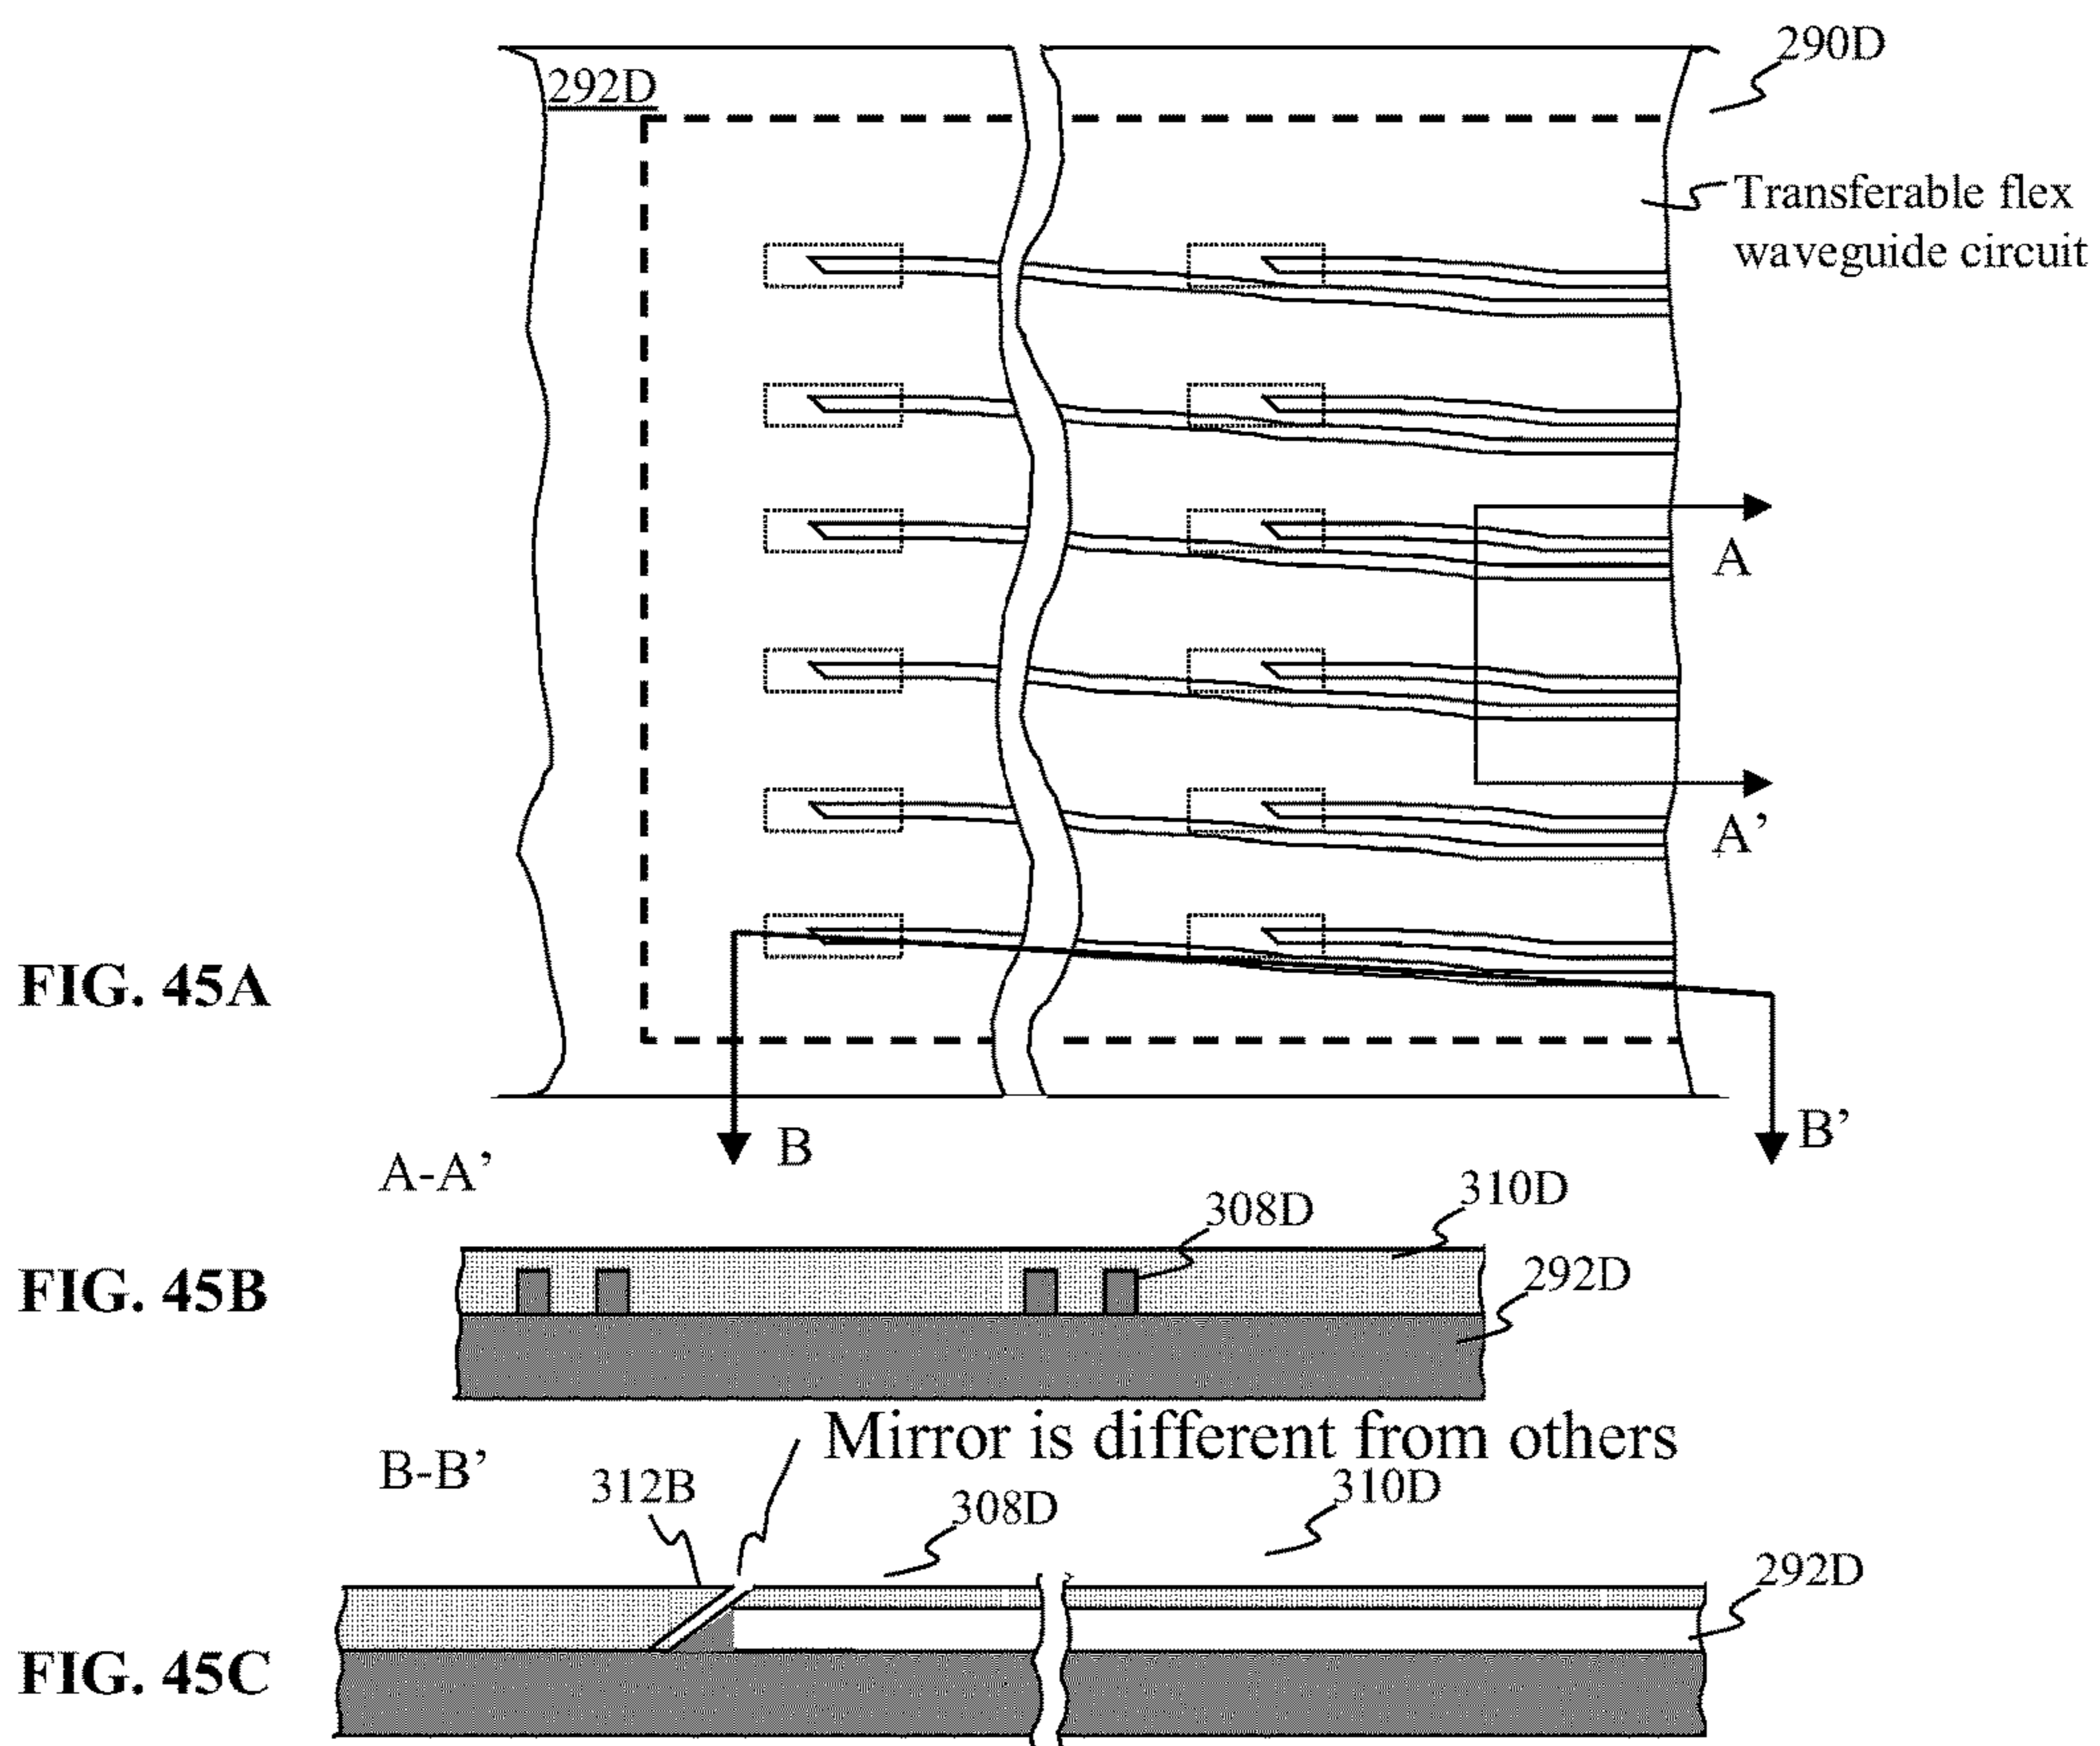 290D
292D
Transferable flex
waveguide circuit
A
A’
FIG. 45A
B
B’
A-A’
308D
310D
FIG. 45B
292D
Mirror is different from others
B-B’
312B
308D
310D
292D
FIG. 45C